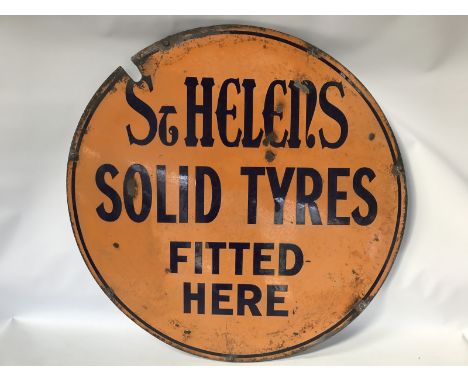 St HELENS
SOLID TYRES
FITTED
HERE